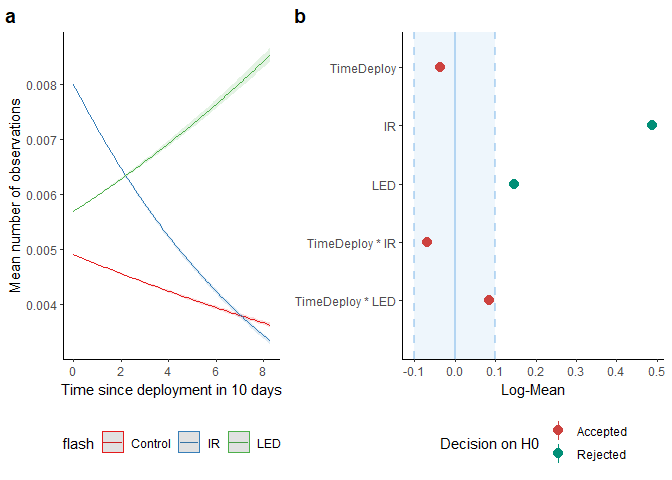 a
Mean number of observations
0.008
0.007
0.006
0.005
0.004
0 2 4 6 8
Time since deployment in 10 days
flash Control IR LED
b
TimeDeploy
IR
LED
TimeDeploy * IR
TimeDeploy * LED
-0.1 0.0 0.1 0.2 0.3 0.4 0.5
Log-Mean
Decision on H0
Accepted
Rejected